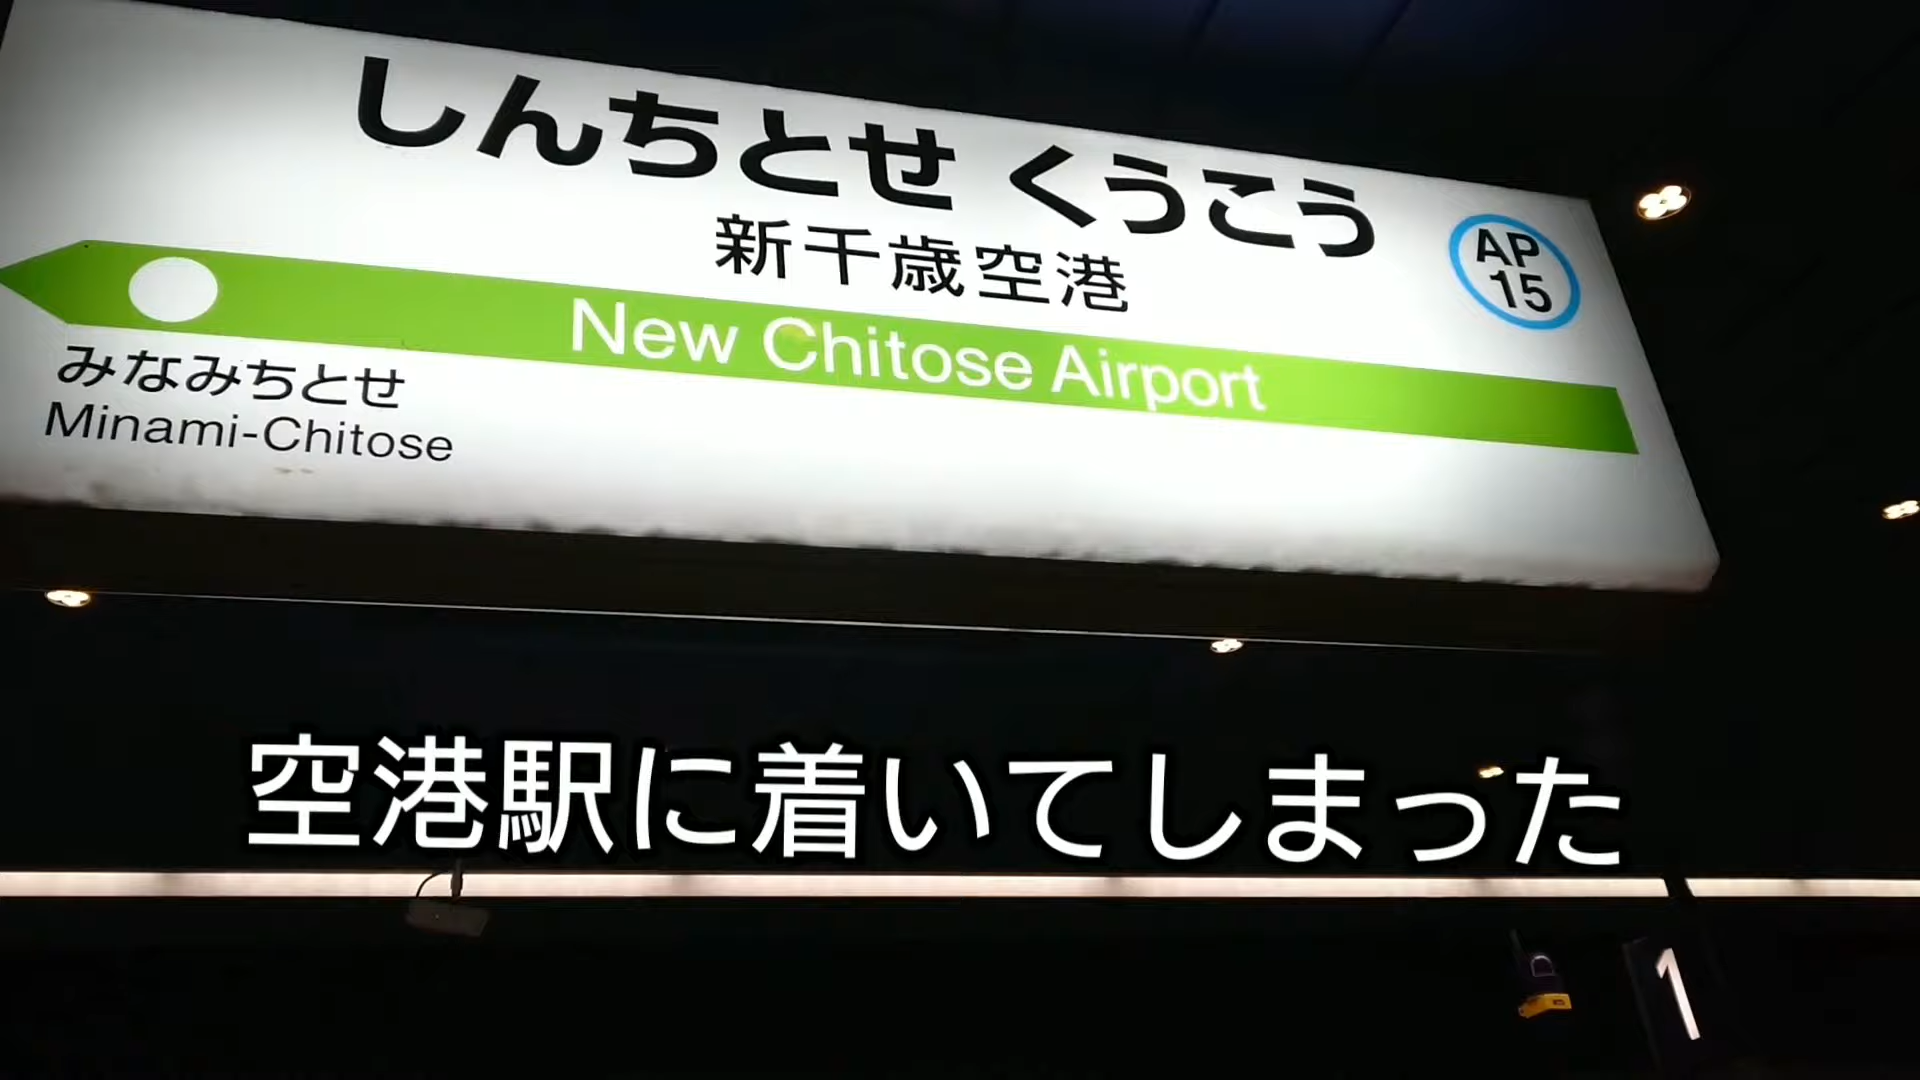 しんちとせ くうこう
新千歳空港
AP
15
New Chitose Airport
みなみちとせ
Minami-Chitose
空港駅に着いてしまった
1